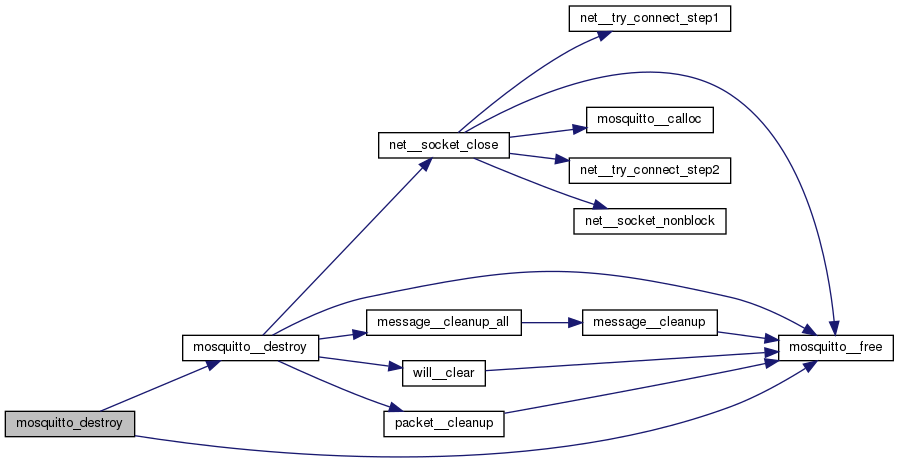 net__try_connect_step1
mosquitto__calloc
net__socket_close
net__try_connect_step2
net__socket_nonblock
message__cleanup_all
message__cleanup
mosquitto__destroy
mosquitto__free
will__clear
mosquitto_destroy
packet__cleanup